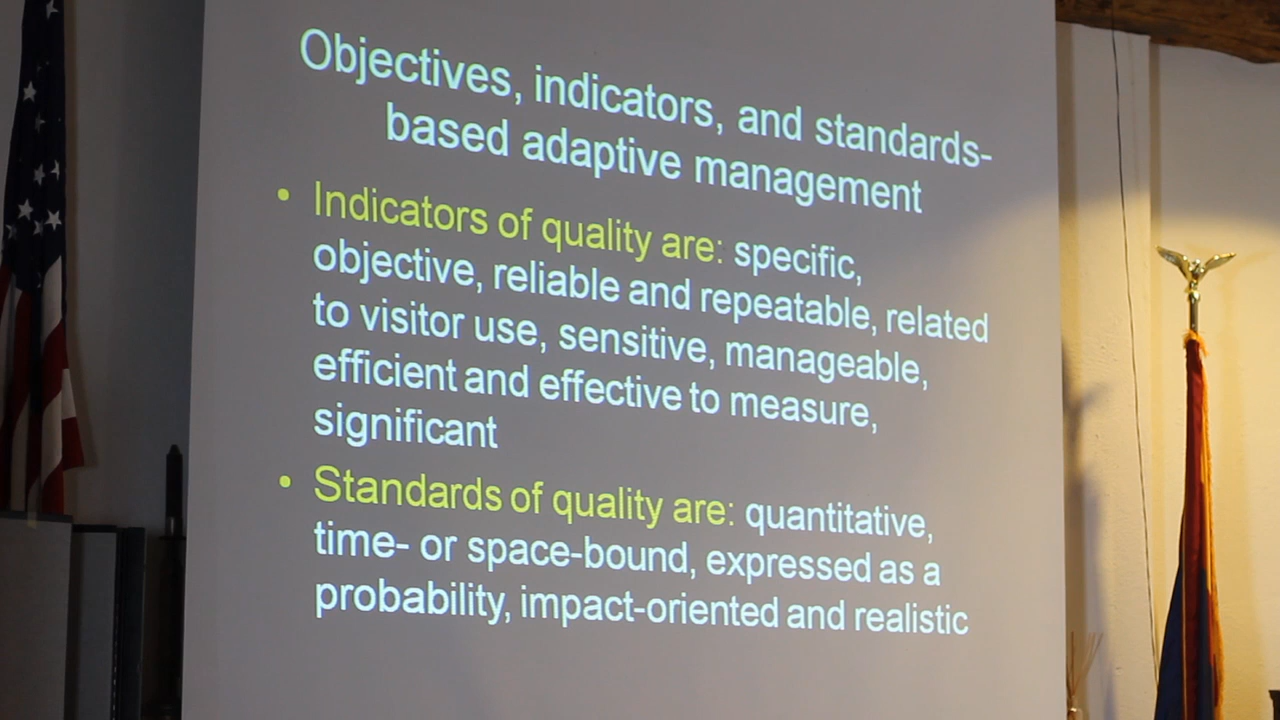 Objectives, indicators, and standards-
based adaptive management
• Indicators of quality are: specific,
objective, reliable and repeatable, related
to visitor use, sensitive, manageable,
efficient and effective to measure,
significant
• Standards of quality are: quantitative,
time- or space-bound, expressed as a
probability, impact-oriented and realistic